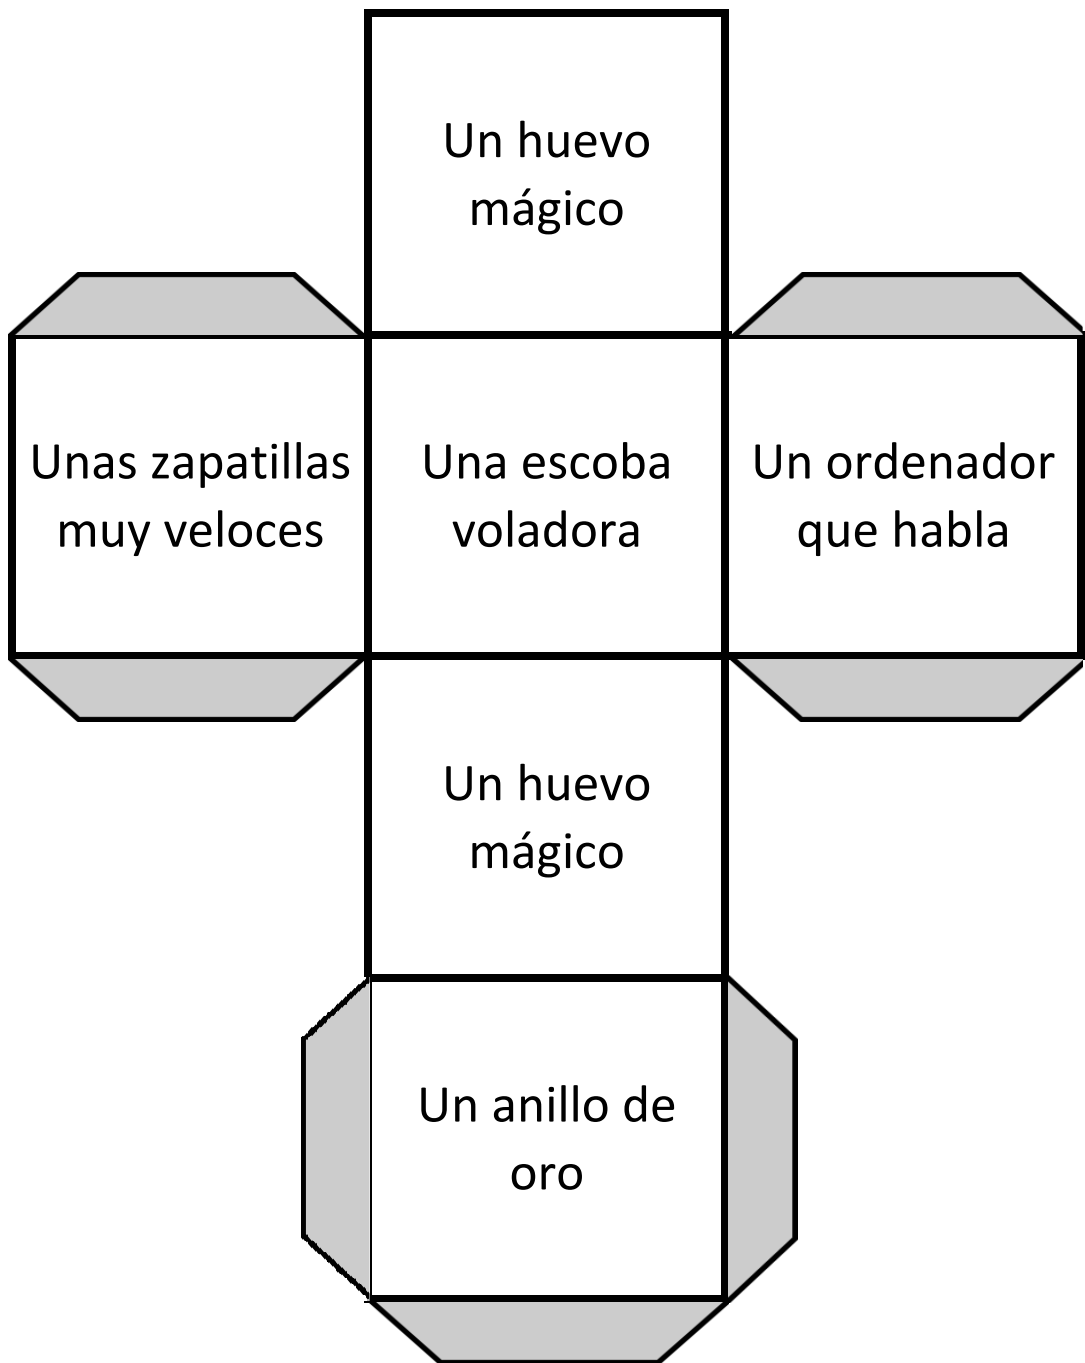 Un huevo
mágico
Unas zapatillas
muy veloces
Una escoba
voladora
Un ordenador
que habla
Un huevo
mágico
Un anillo de
oro